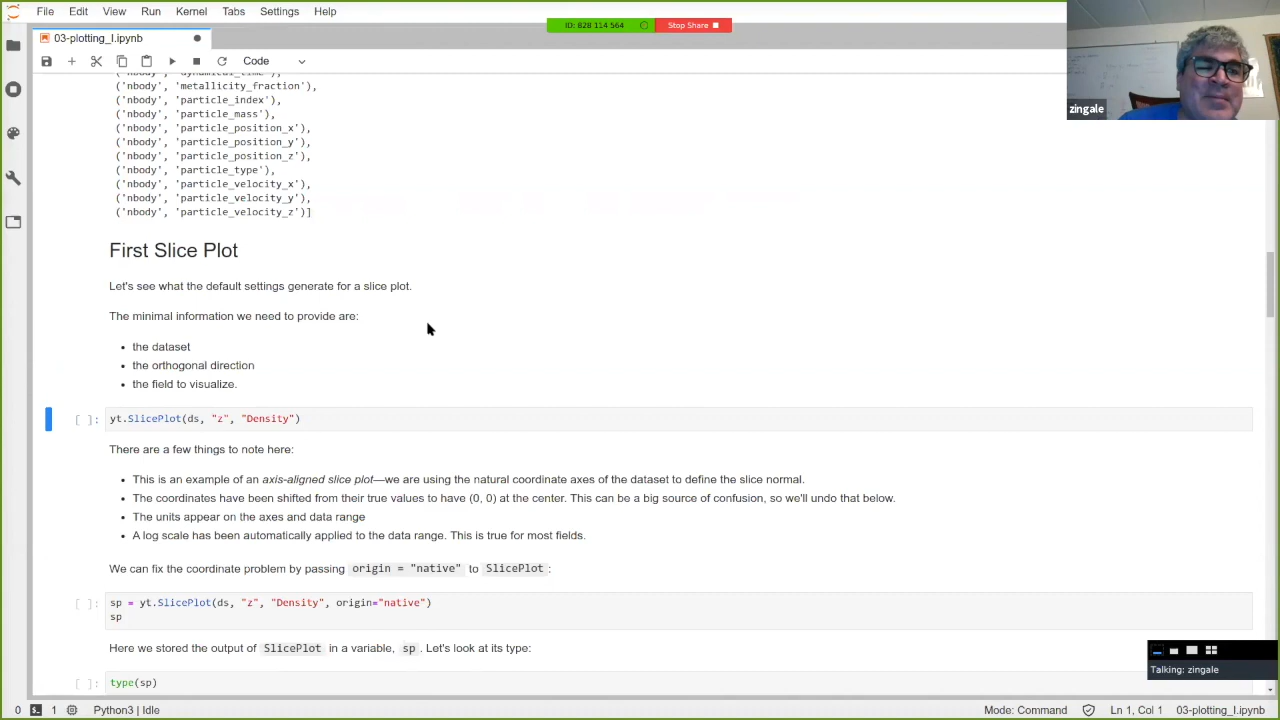 File Edit View Run Kernel Tabs Settings Help
ID: 828 114 564 Stop Share
03-plotting_I.ipynb
Code
('nbody', 'dynamical_time'),
('nbody', 'metallicity_fraction'),
('nbody', 'particle_index'),
('nbody', 'particle_mass'),
('nbody', 'particle_position_x'),
('nbody', 'particle_position_y'),
('nbody', 'particle_position_z'),
('nbody', 'particle_type'),
('nbody', 'particle_velocity_x'),
('nbody', 'particle_velocity_y'),
('nbody', 'particle_velocity_z')]
zingale
First Slice Plot
Let's see what the default settings generate for a slice plot.
The minimal information we need to provide are:
• the dataset
• the orthogonal direction
• the field to visualize.
[ ]: yt.SlicePlot(ds, "z", "Density")
There are a few things to note here:
• This is an example of an axis-aligned slice plot—we are using the natural coordinate axes of the dataset to define the slice normal.
• The coordinates have been shifted from their true values to have (0, 0) at the center. This can be a big source of confusion, so we'll undo that below.
• The units appear on the axes and data range
• A log scale has been automatically applied to the data range. This is true for most fields.
We can fix the coordinate problem by passing origin = "native" to SlicePlot:
[ ]: sp = yt.SlicePlot(ds, "z", "Density", origin="native")
sp
Here we stored the output of SlicePlot in a variable, sp. Let's look at its type:
[ ]: type(sp)
Talking: zingale
0 1 Python3 | Idle Mode: Command Ln 1, Col 1 03-plotting_I.ipynb